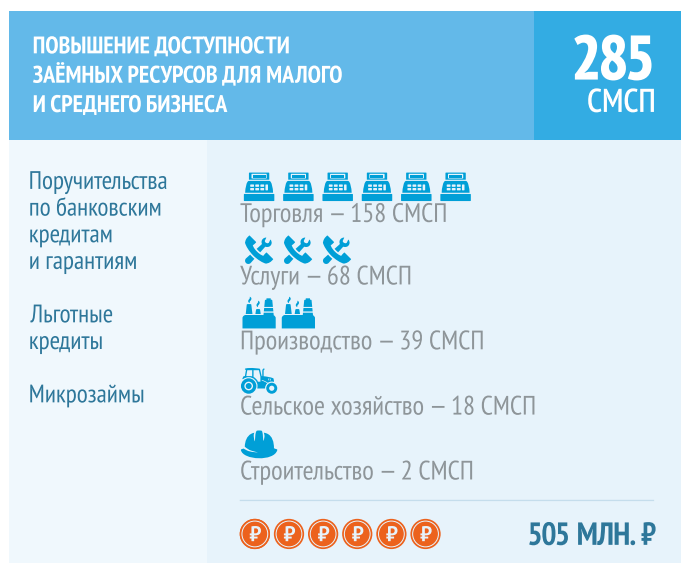 ПОВЫШЕНИЕ ДОСТУПНОСТИ
ЗАЁМНЫХ РЕСУРСОВ ДЛЯ МАЛОГО
И СРЕДНЕГО БИЗНЕСА
285
СМСП
Поручительства
по банковским
кредитам
и гарантиям
Льготные
кредиты
Микрозаймы
Торговля — 158 СМСП
Услуги — 68 СМСП
Производство — 39 СМСП
Сельское хозяйство — 18 СМСП
Строительство — 2 СМСП
₽ ₽ ₽ ₽ ₽ ₽
505 МЛН. ₽